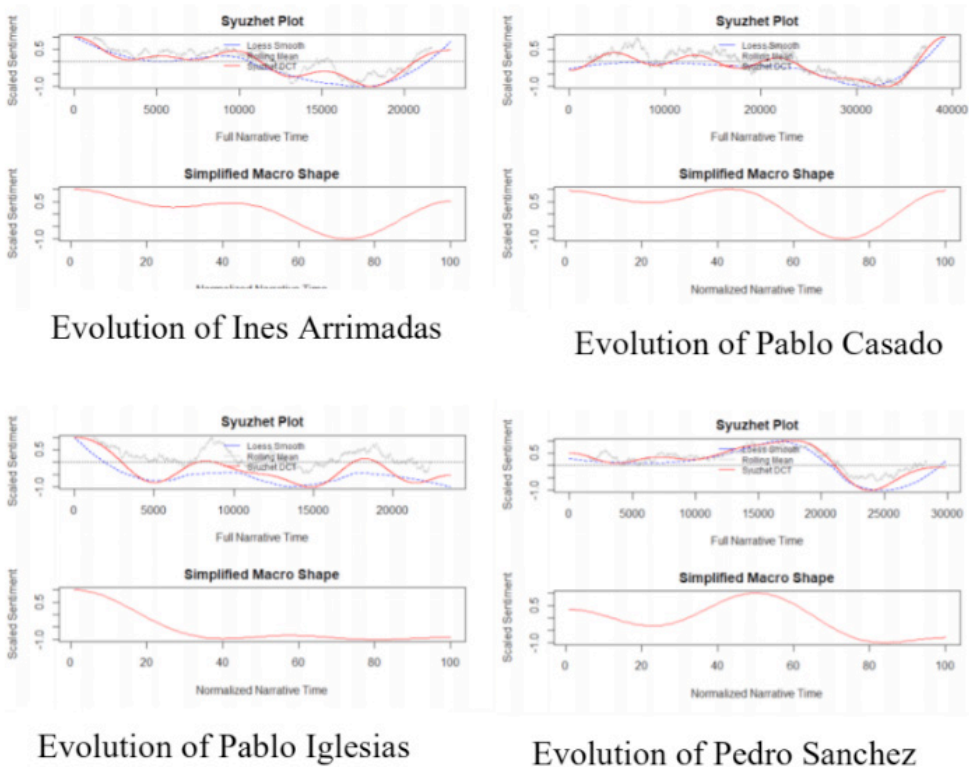 Syuzhet Plot
Scaled Sentiment
0.5
-1.0
Loess Smooth
Rolling Mean
Syuzhet DCT
0 5000 10000 15000 20000
Full Narrative Time
Simplified Macro Shape
Scaled Sentiment
0.5
-1.0
0 20 40 60 80 100
Normalized Narrative Time
Evolution of Ines Arrimadas
Syuzhet Plot
Scaled Sentiment
0.5
-1.0
Loess Smooth
Rolling Mean
Syuzhet DCT
0 10000 20000 30000 40000
Full Narrative Time
Simplified Macro Shape
Scaled Sentiment
0.5
-1.0
0 20 40 60 80 100
Normalized Narrative Time
Evolution of Pablo Casado
Syuzhet Plot
Scaled Sentiment
0.5
-1.0
Loess Smooth
Rolling Mean
Syuzhet DCT
0 5000 10000 15000 20000
Full Narrative Time
Simplified Macro Shape
Scaled Sentiment
0.5
-1.0
0 20 40 60 80 100
Normalized Narrative Time
Evolution of Pablo Iglesias
Syuzhet Plot
Scaled Sentiment
0.5
-1.0
Loess Smooth
Rolling Mean
Syuzhet DCT
0 5000 10000 15000 20000 25000 30000
Full Narrative Time
Simplified Macro Shape
Scaled Sentiment
0.5
-1.0
0 20 40 60 80 100
Normalized Narrative Time
Evolution of Pedro Sanchez